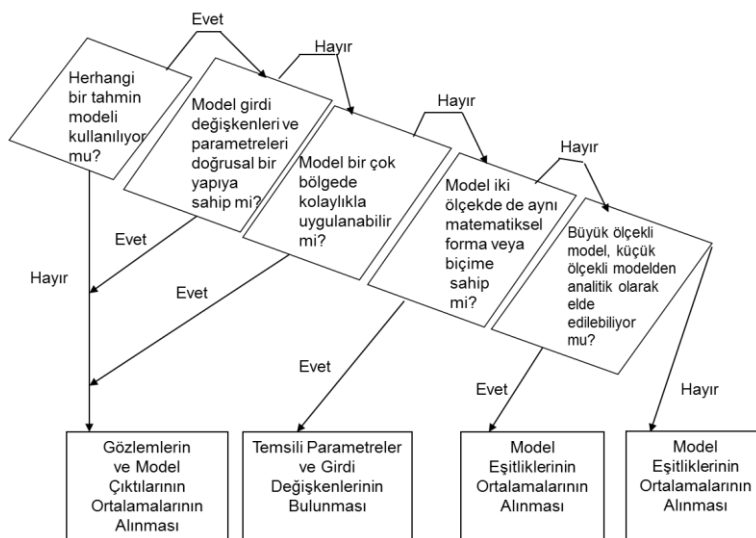 Evet
Hayır
Hayır
Hayır
Herhangi
bir tahmin
modeli
kullanılıyor
mu?
Model girdi
değişkenleri ve
parametreleri
doğrusal bir
yapıya
sahip mi?
Model bir çok
bölgede
kolaylıkla
uygulanabilir
mi?
Model iki
ölçekde de aynı
matematiksel
forma veya
biçime
sahip
mi?
Büyük ölçekli
model, küçük
ölçekli modelden
analitik olarak
elde
edilebiliyor
mu?
Evet
Hayır
Evet
Evet
Evet
Hayır
Gözlemlerin
ve Model
Çıktılarının
Ortalamalarının
Alınması
Temsili Parametreler
ve Girdi
Değişkenlerinin
Bulunması
Model
Eşitliklerinin
Ortalamalarının
Alınması
Model
Eşitliklerinin
Ortalamalarının
Alınması